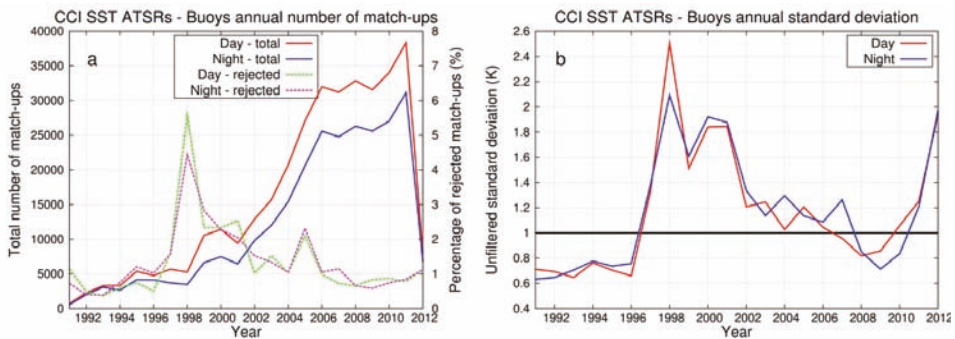 CCI SST ATSRs - Buoys annual number of match-ups
a
Day - total
Night - total
Day - rejected
Night - rejected
Total number of match-ups
40000
35000
30000
25000
20000
15000
10000
5000
0
Percentage of rejected match-ups (%)
8
7
6
5
4
3
2
1
0
1992 1994 1996 1998 2000 2002 2004 2006 2008 2010 2012
Year
CCI SST ATSRs - Buoys annual standard deviation
b
Day
Night
Unfiltered standard deviation (K)
2.6
2.4
2.2
2
1.8
1.6
1.4
1.2
1
0.8
0.6
0.4
1992 1994 1996 1998 2000 2002 2004 2006 2008 2010 2012
Year